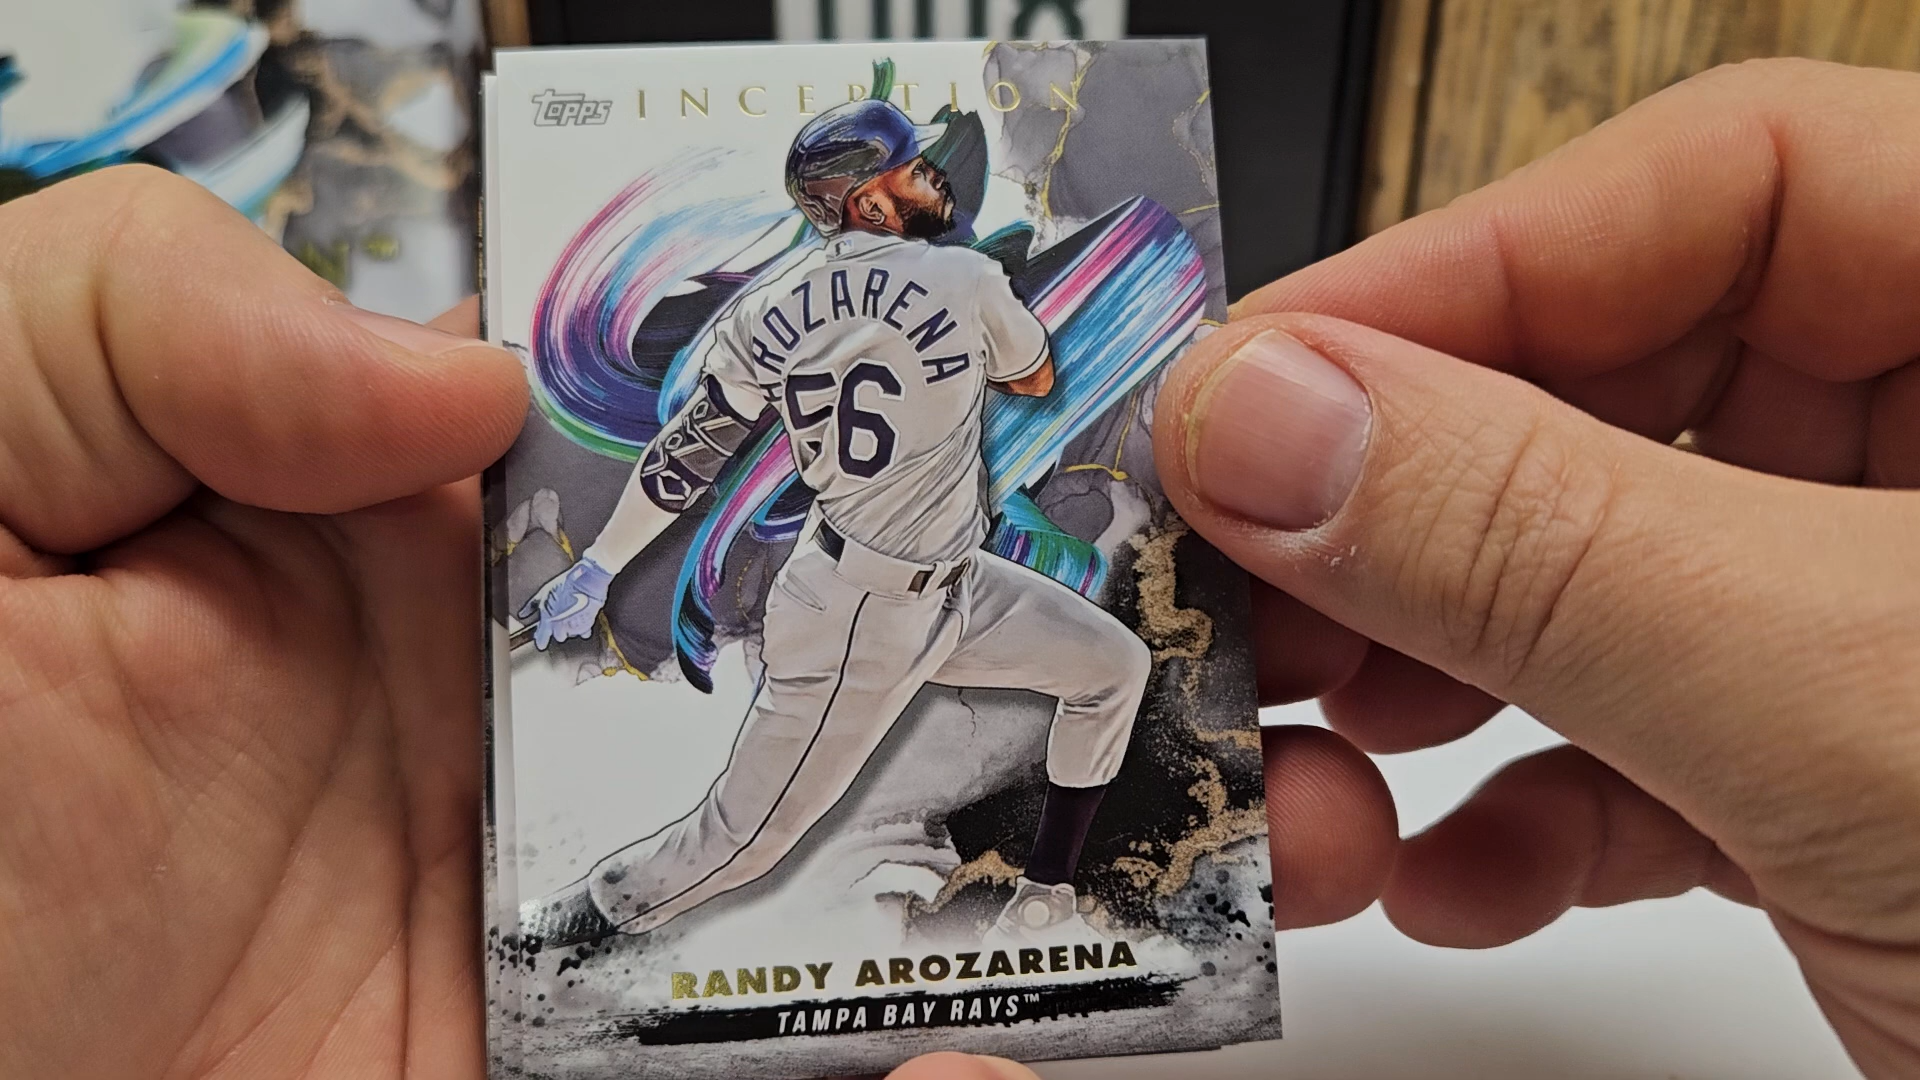 topps INCEPTION
AROZARENA
56
RANDY AROZARENA
TAMPA BAY RAYS™